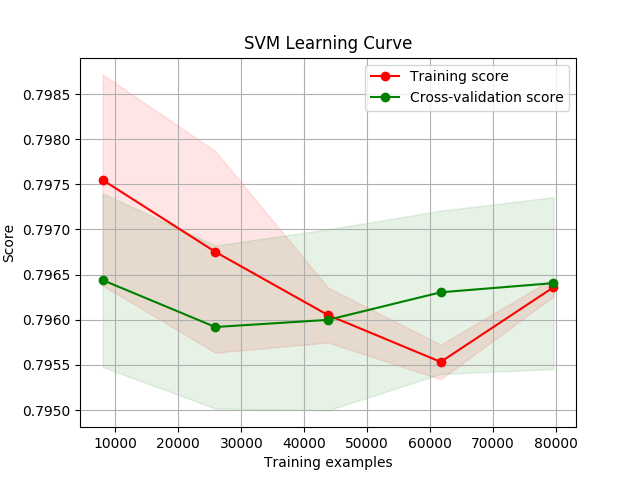 SVM Learning Curve
Training score
Cross-validation score
Score
0.7985
0.7980
0.7975
0.7970
0.7965
0.7960
0.7955
0.7950
10000 20000 30000 40000 50000 60000 70000 80000
Training examples